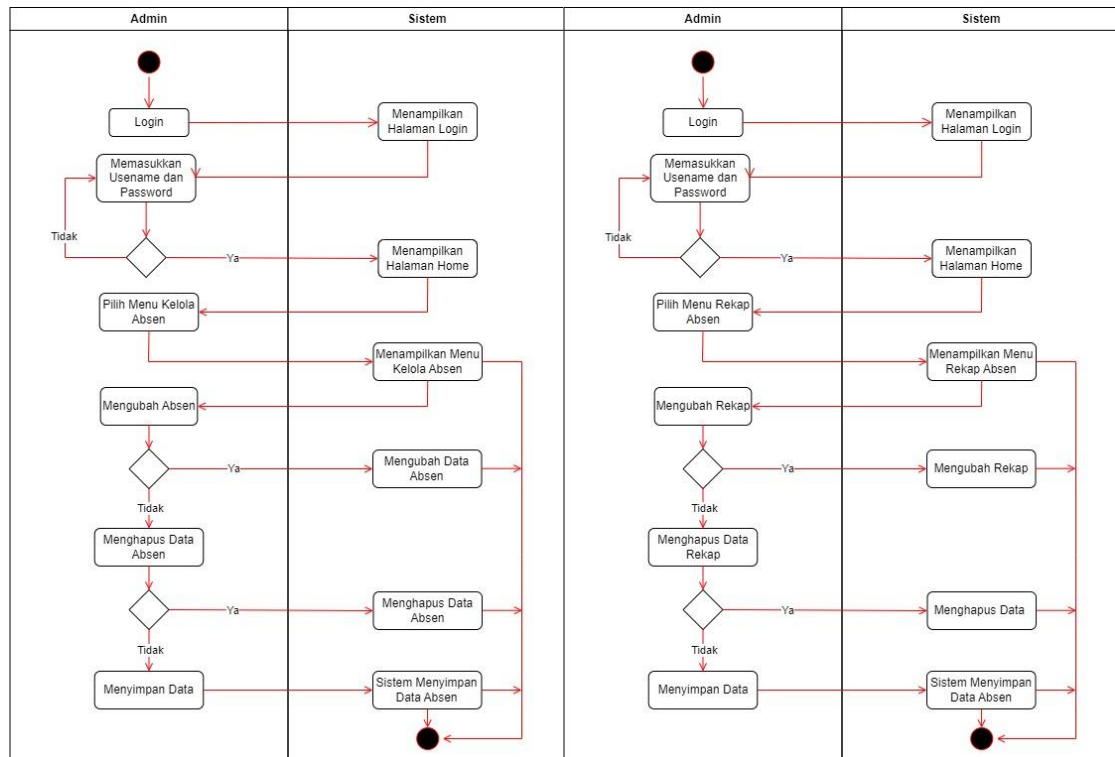 Admin
Sistem
Login
Menampilkan
Halaman Login
Memasukkan
Usename dan
Password
Tidak
Ya
Menampilkan
Halaman Home
Pilih Menu Kelola
Absen
Menampilkan Menu
Kelola Absen
Mengubah Absen
Ya
Mengubah Data
Absen
Tidak
Menghapus Data
Absen
Ya
Menghapus Data
Absen
Tidak
Menyimpan Data
Sistem Menyimpan
Data Absen
Admin
Sistem
Login
Menampilkan
Halaman Login
Memasukkan
Usename dan
Password
Tidak
Ya
Menampilkan
Halaman Home
Pilih Menu Rekap
Absen
Menampilkan Menu
Rekap Absen
Mengubah Rekap
Ya
Mengubah Rekap
Tidak
Menghapus Data
Rekap
Ya
Menghapus Data
Tidak
Menyimpan Data
Sistem Menyimpan
Data Absen